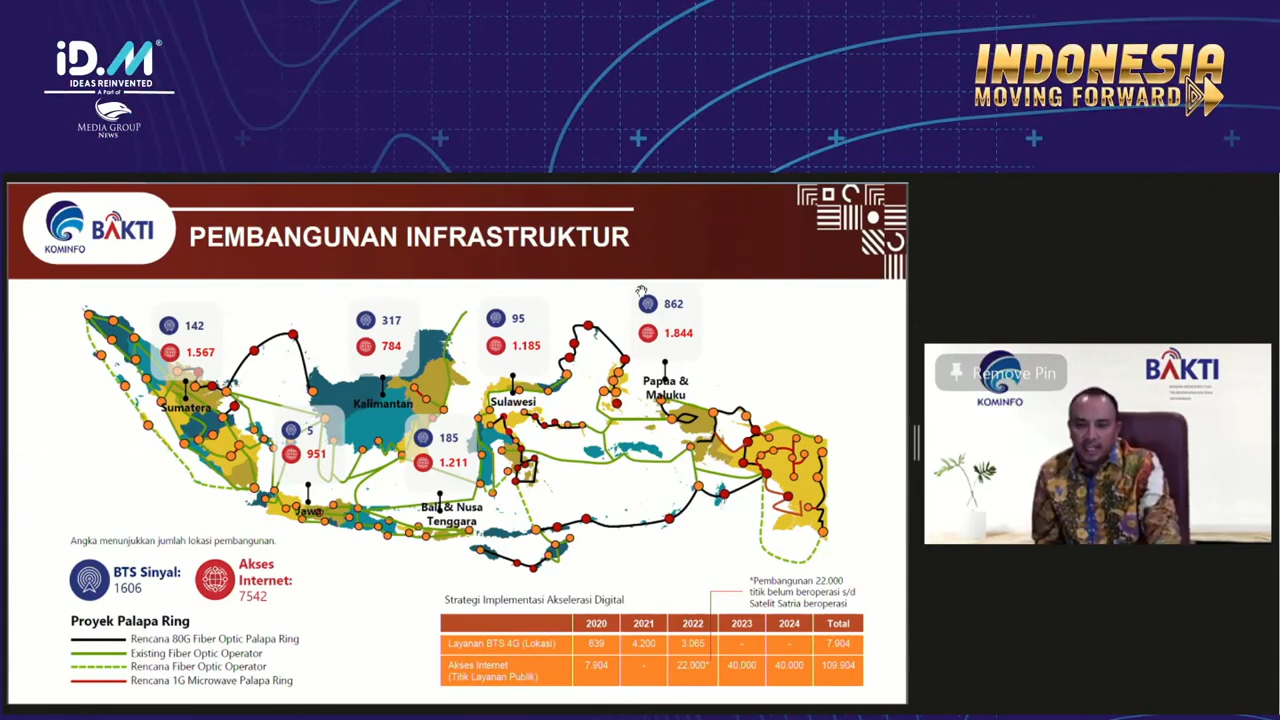 iD.M®
IDEAS REINVENTED
A Part of
MEDIA GROUP
NEWS
INDONESIA
MOVING FORWARD
KOMINFO
BAKTI
PEMBANGUNAN INFRASTRUKTUR
142
1.567
Sumatera
317
784
Kalimantan
95
1.185
Sulawesi
862
1.844
Papua &
Maluku
5
951
Jawa
185
1.211
Bali & Nusa
Tenggara
Angka menunjukkan jumlah lokasi pembangunan.
BTS Sinyal:
1606
Akses
Internet:
7542
Proyek Palapa Ring
Rencana 80G Fiber Optic Palapa Ring
Existing Fiber Optic Operator
Rencana Fiber Optic Operator
Rencana 1G Microwave Palapa Ring
*Pembangunan 22.000
titik belum beroperasi s/d
Satelit Satria beroperasi
Strategi Implementasi Akselerasi Digital
2020 2021 2022 2023 2024 Total
Layanan BTS 4G (Lokasi) 639 4.200 3.065 - - 7.904
Akses Internet
(Titik Layanan Publik) 7.904 - 22.000* 40.000 40.000 109.904
Remove Pin
KOMINFO
BAKTI